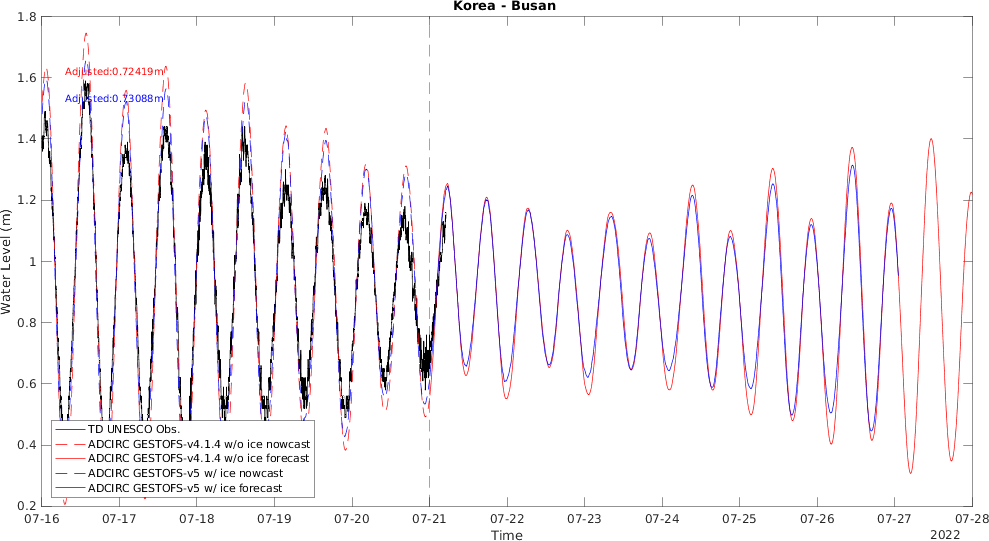 Korea - Busan
1.8
1.6
1.4
1.2
1
0.8
0.6
0.4
0.2
Water Level (m)
Adjusted:0.72419m
Adjusted:0.73088m
TD UNESCO Obs.
ADCIRC GESTOFS-v4.1.4 w/o ice nowcast
ADCIRC GESTOFS-v4.1.4 w/o ice forecast
ADCIRC GESTOFS-v5 w/ ice nowcast
ADCIRC GESTOFS-v5 w/ ice forecast
07-16 07-17 07-18 07-19 07-20 07-21 07-22 07-23 07-24 07-25 07-26 07-27 07-28
Time
2022